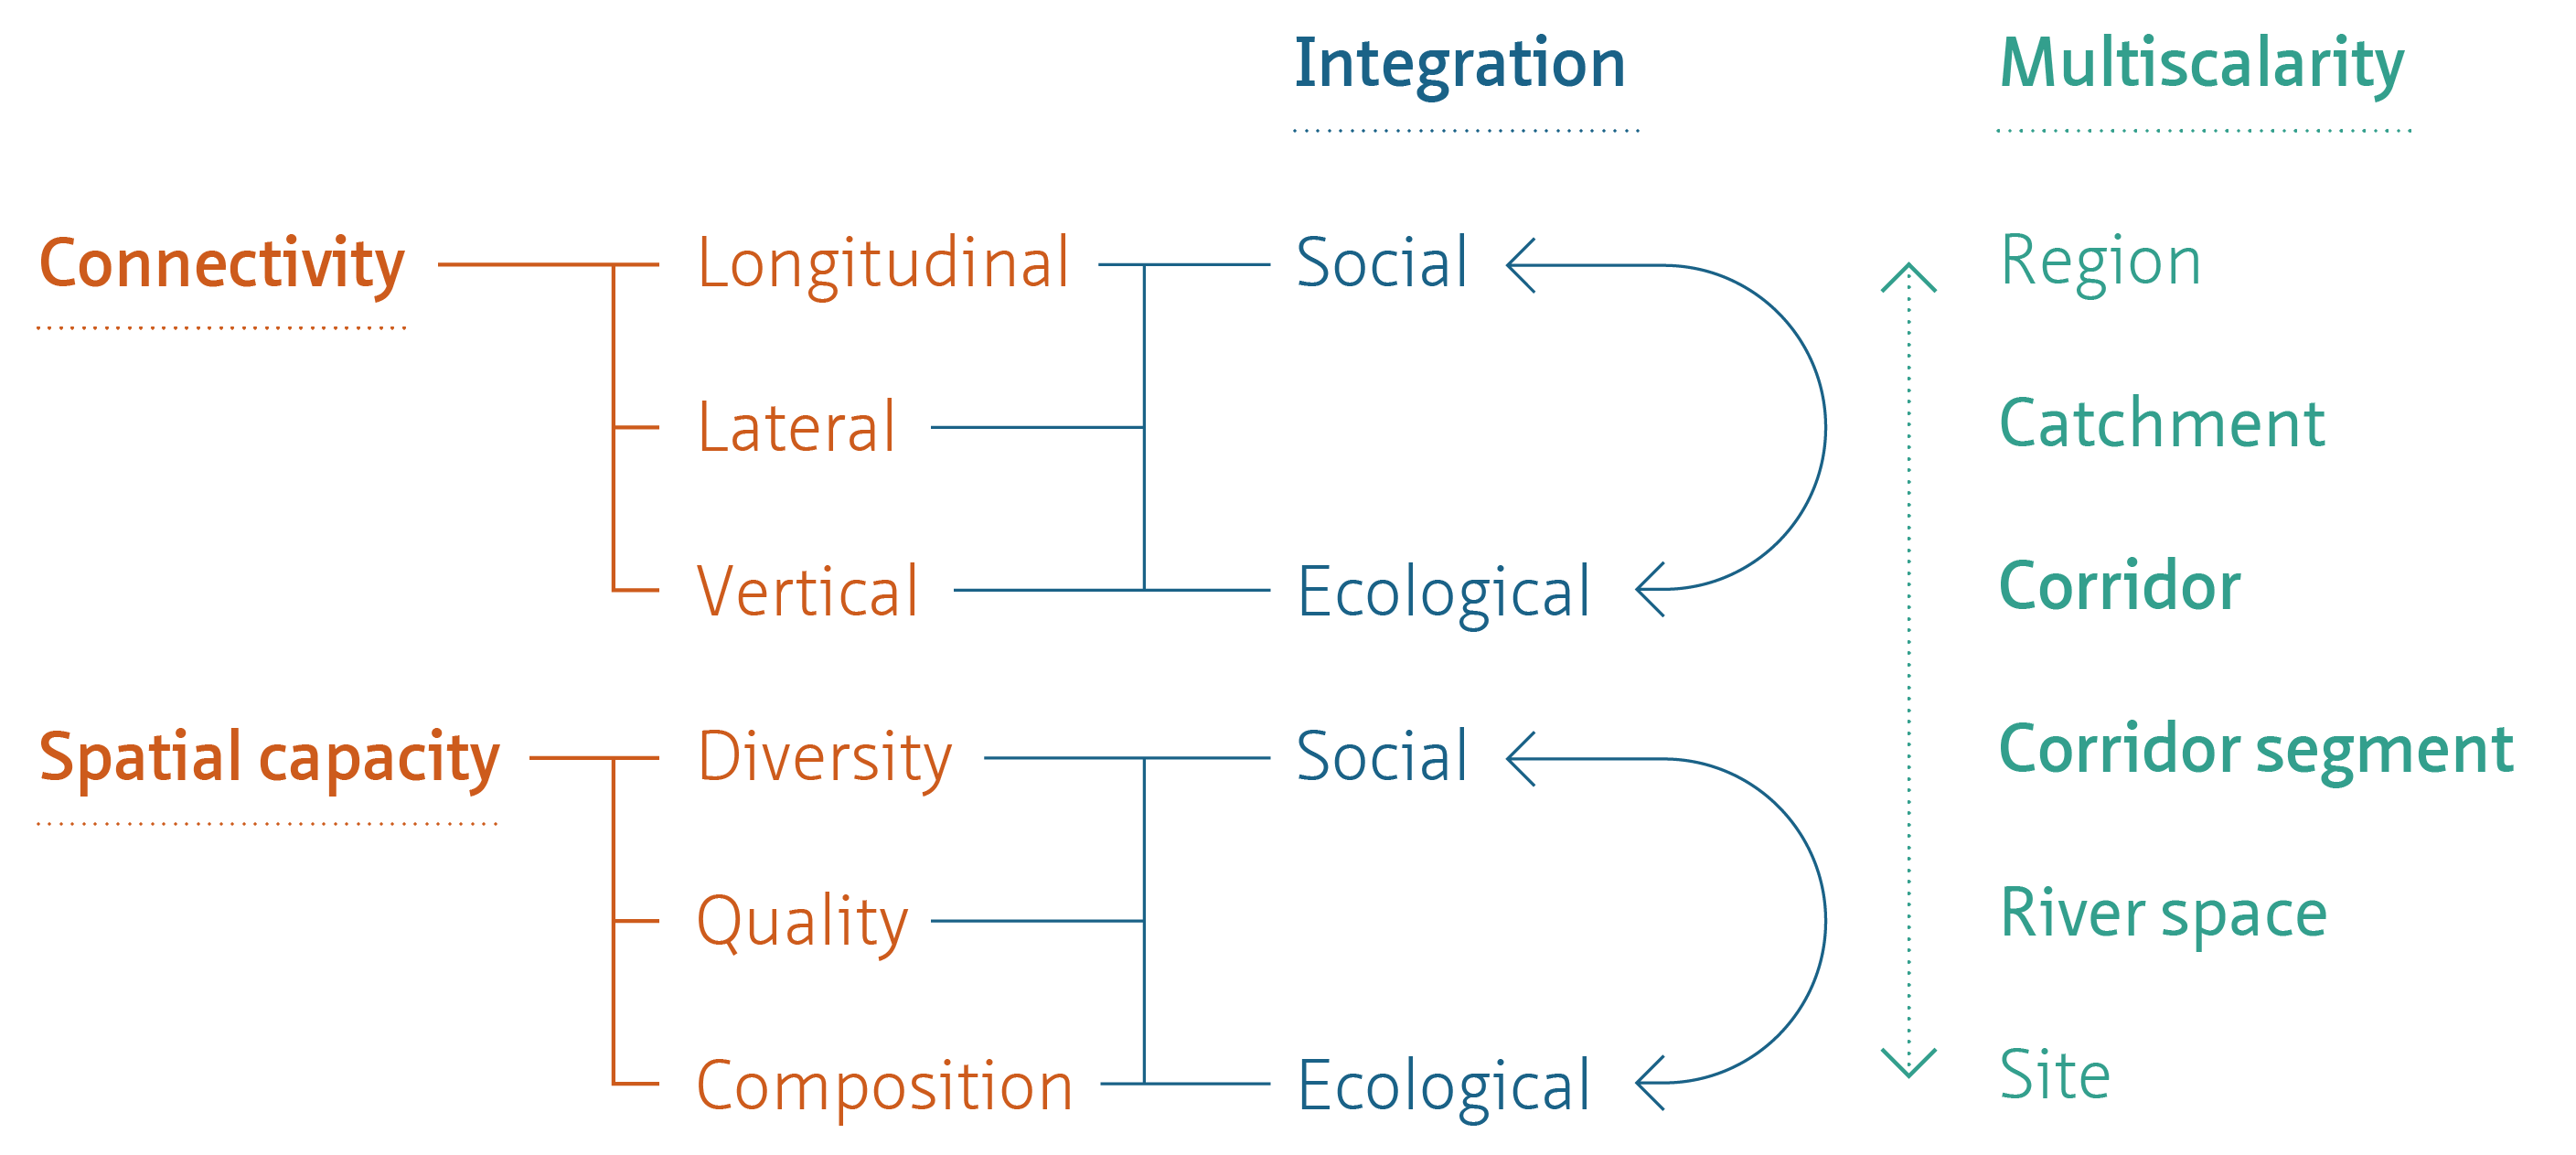 Integration
Multiscalarity
Connectivity
Longitudinal
Social
Region
Lateral
Catchment
Vertical
Ecological
Corridor
Spatial capacity
Diversity
Social
Corridor segment
Quality
River space
Composition
Ecological
Site